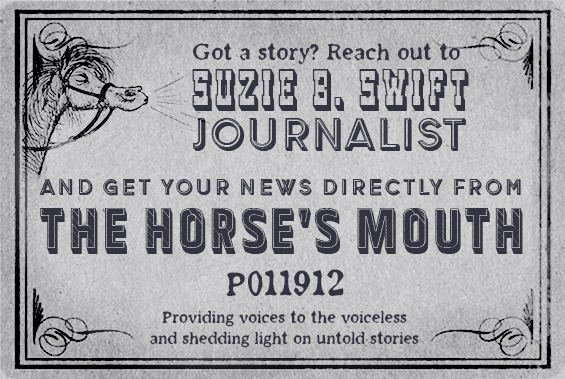 Got a story? Reach out to
SUZIE B. SWIFT
JOURNALIST
AND GET YOUR NEWS DIRECTLY FROM
THE HORSE'S MOUTH
P011912
Providing voices to the voiceless
and shedding light on untold stories